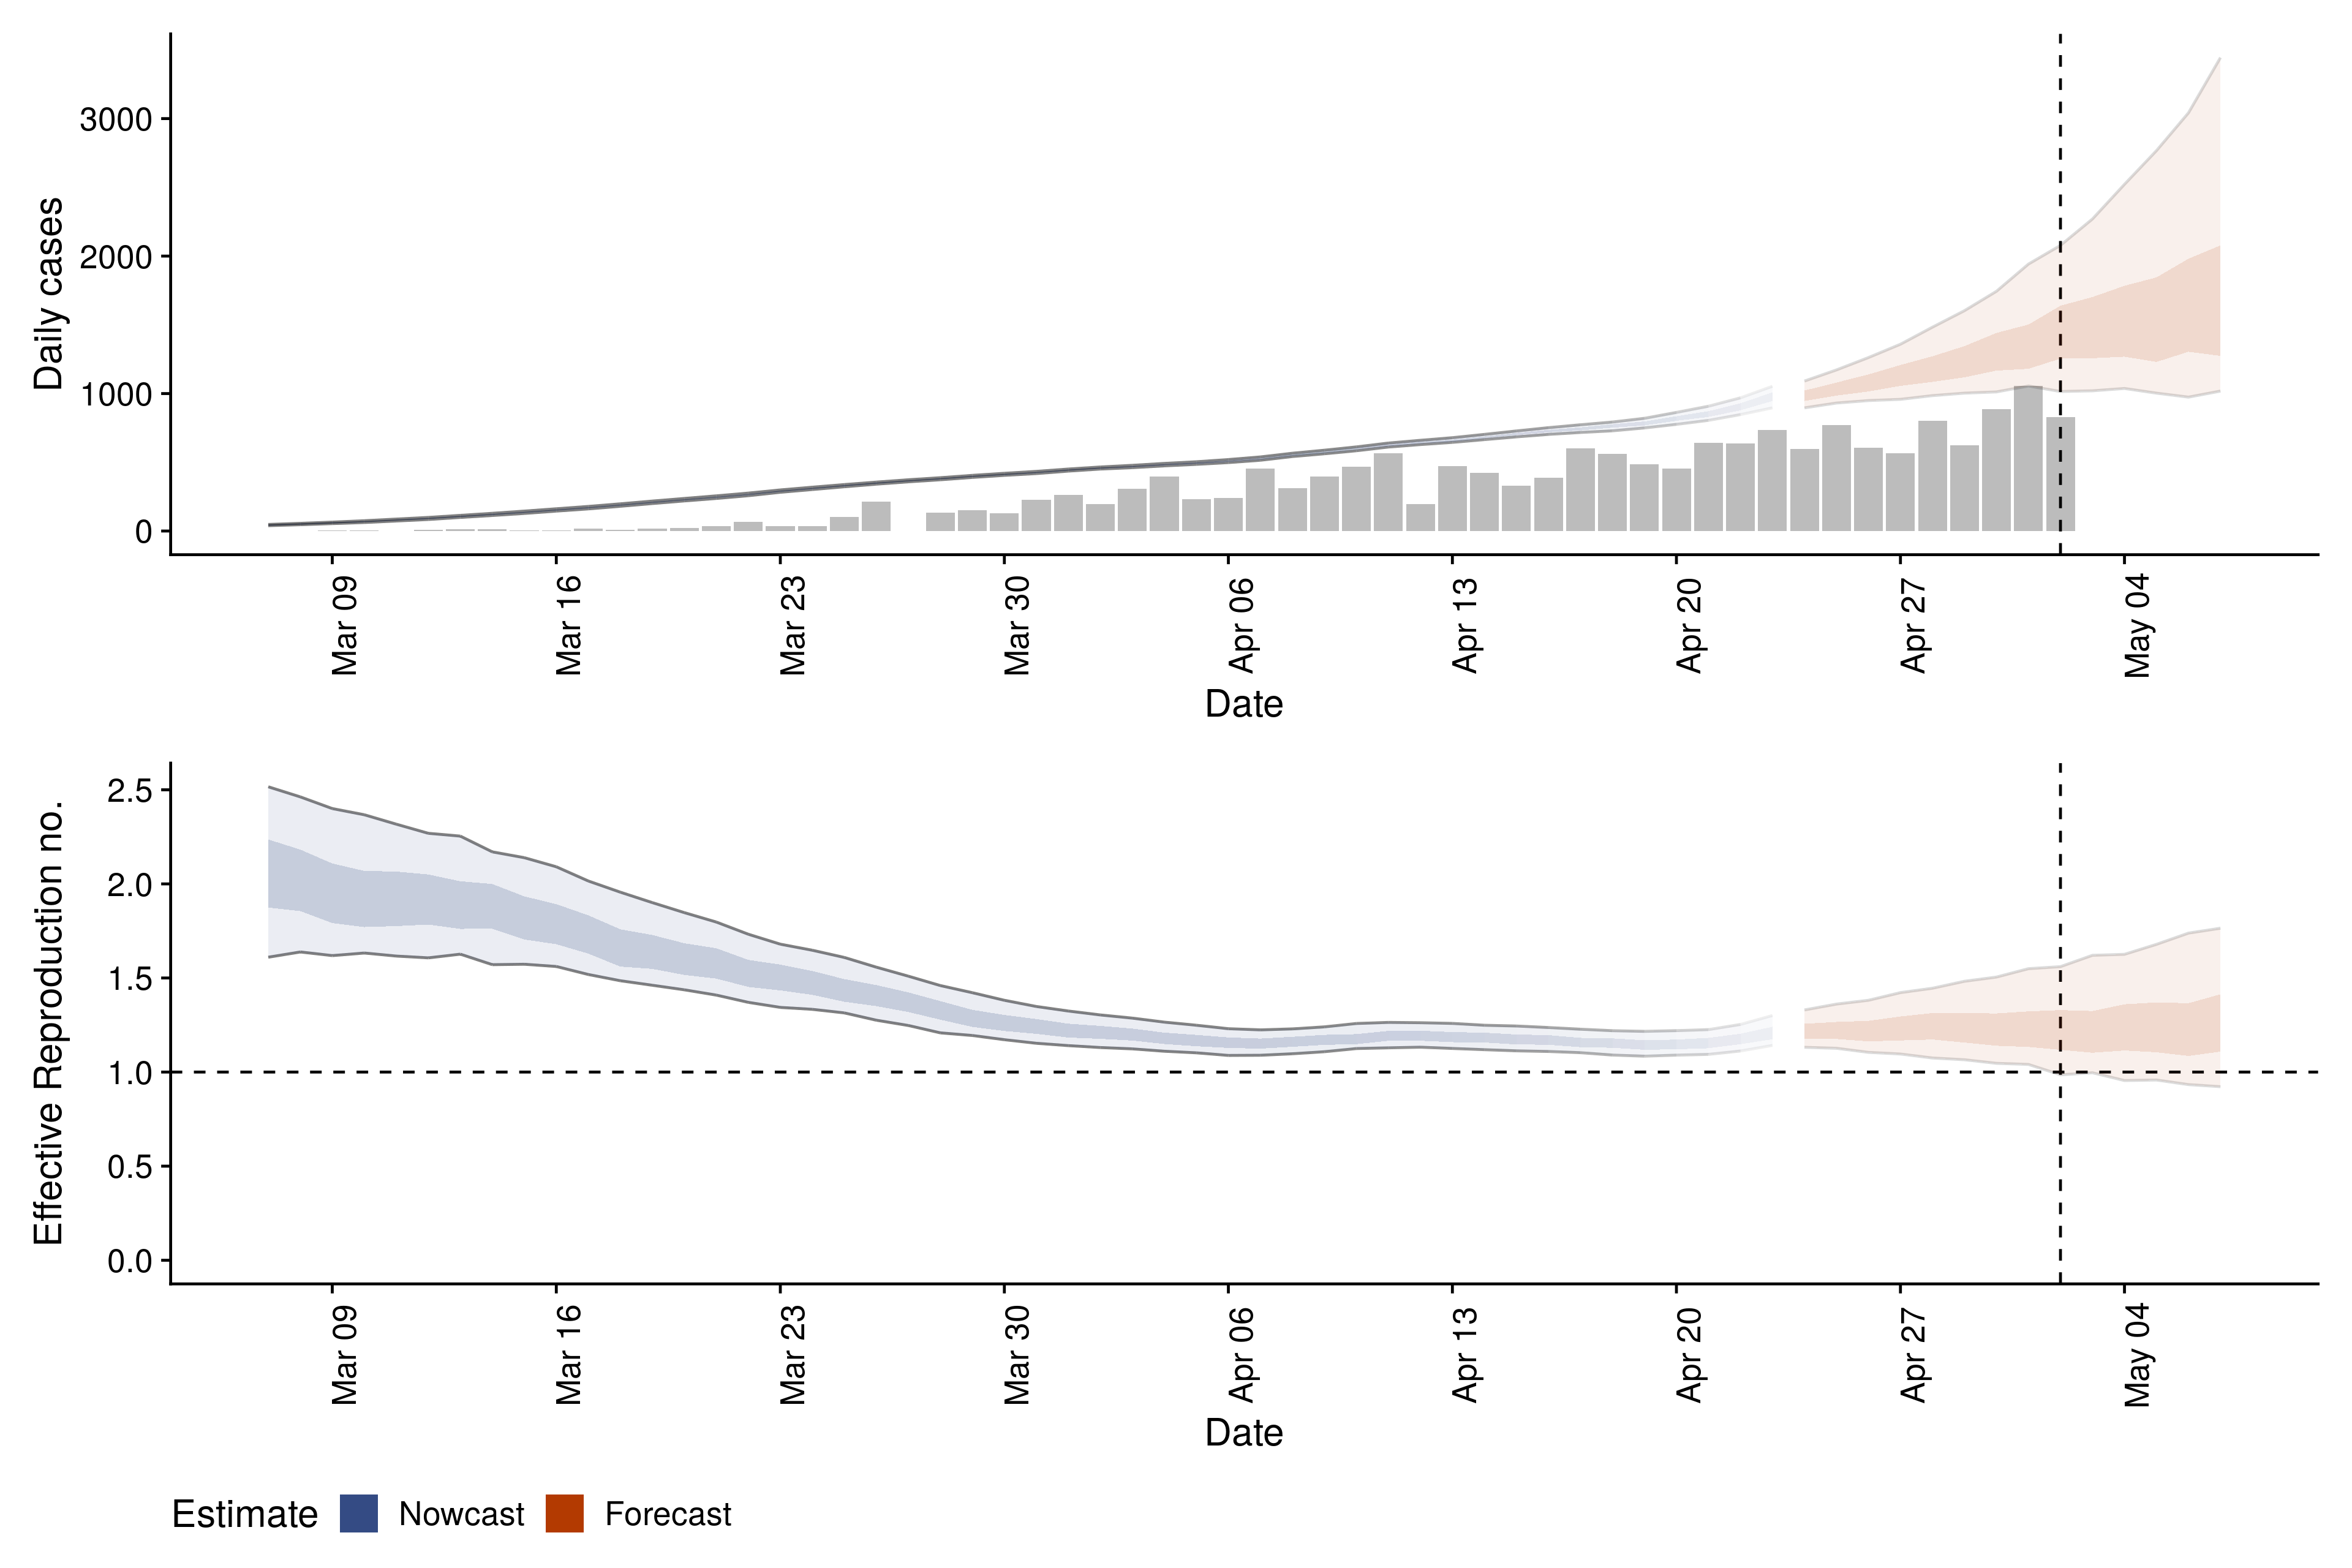 Daily cases
3000
2000
1000
0
Mar 09
Mar 16
Mar 23
Mar 30
Apr 06
Apr 13
Apr 20
Apr 27
May 04
Date
Effective Reproduction no.
2.5
2.0
1.5
1.0
0.5
0.0
Mar 09
Mar 16
Mar 23
Mar 30
Apr 06
Apr 13
Apr 20
Apr 27
May 04
Date
Estimate Nowcast Forecast